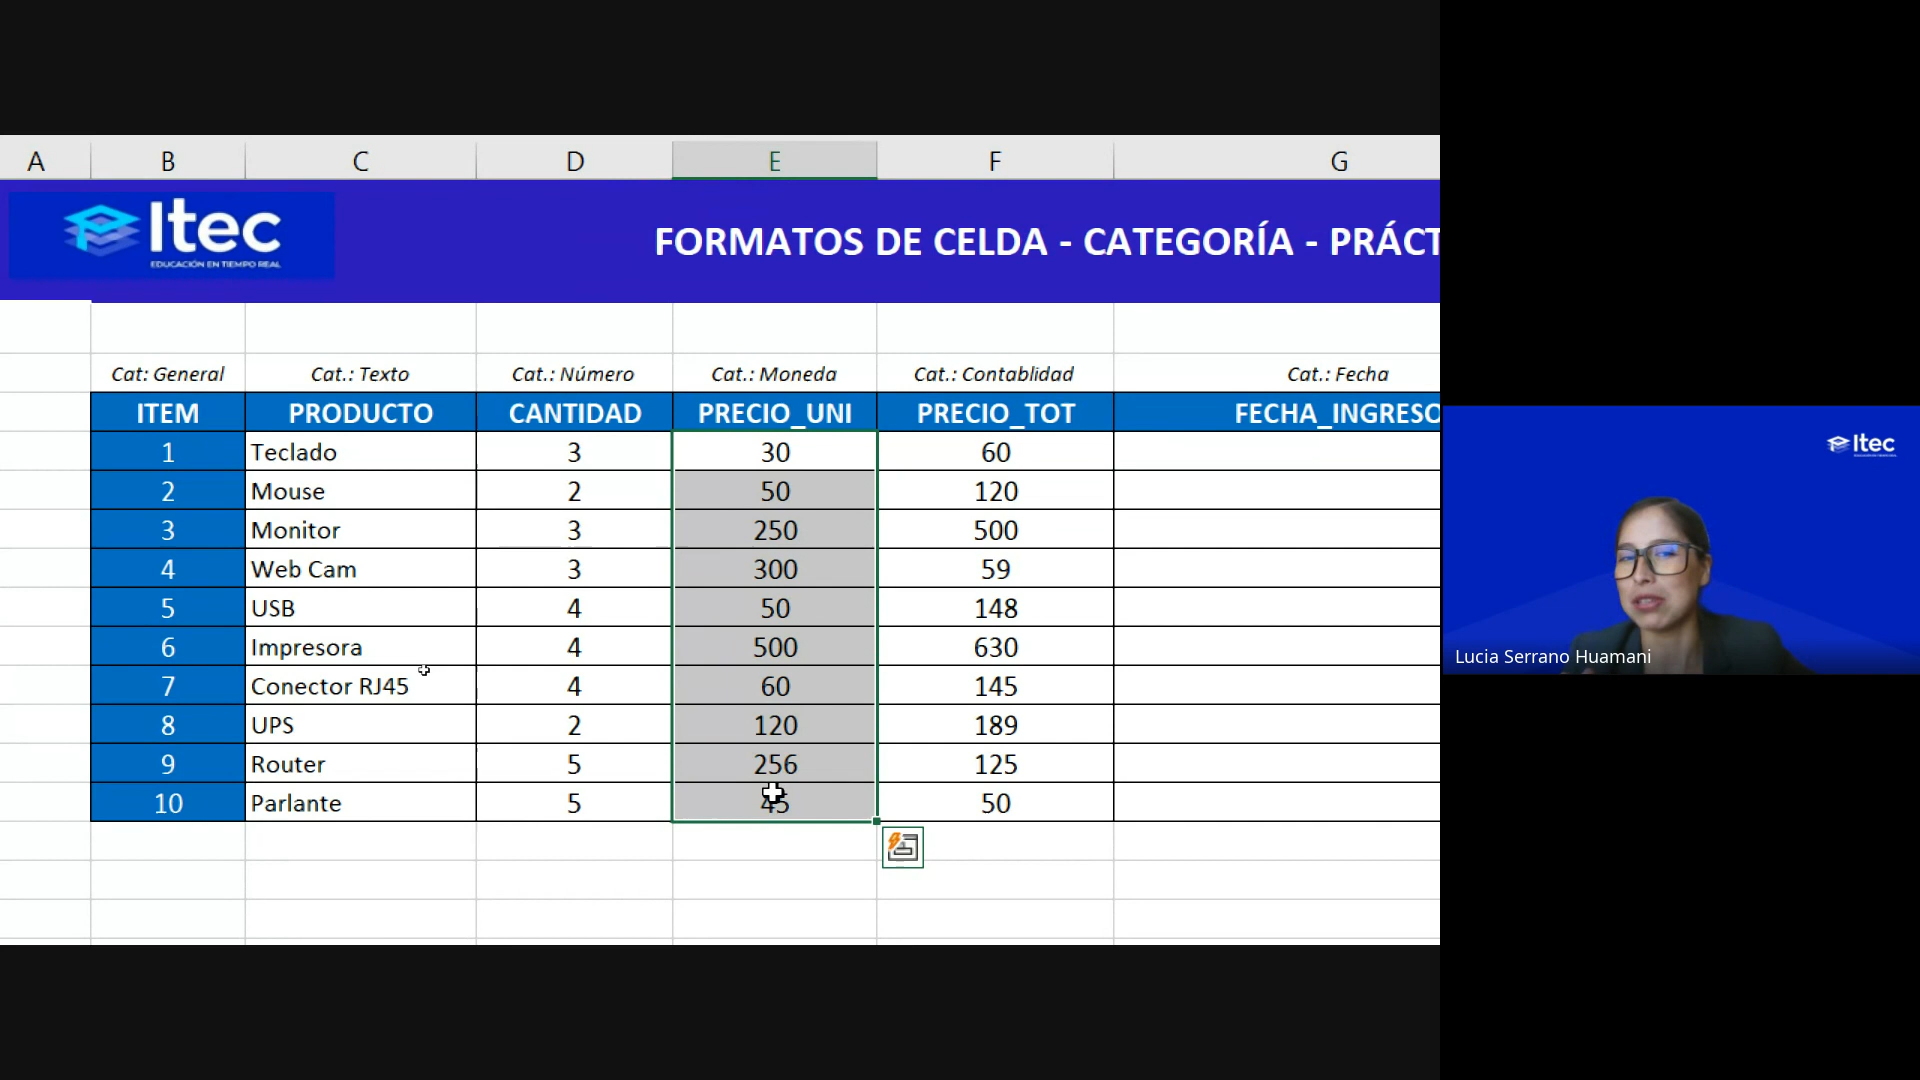 A B C D E F G
Itec
EDUCACIÓN EN TIEMPO REAL
FORMATOS DE CELDA - CATEGORÍA - PRÁCT
Cat: General Cat.: Texto Cat.: Número Cat.: Moneda Cat.: Contablidad Cat.: Fecha
ITEM PRODUCTO CANTIDAD PRECIO_UNI PRECIO_TOT FECHA_INGRESO
1 Teclado 3 30 60
2 Mouse 2 50 120
3 Monitor 3 250 500
4 Web Cam 3 300 59
5 USB 4 50 148
6 Impresora 4 500 630
7 Conector RJ45 4 60 145
8 UPS 2 120 189
9 Router 5 256 125
10 Parlante 5 45 50
Itec
Lucia Serrano Huamani